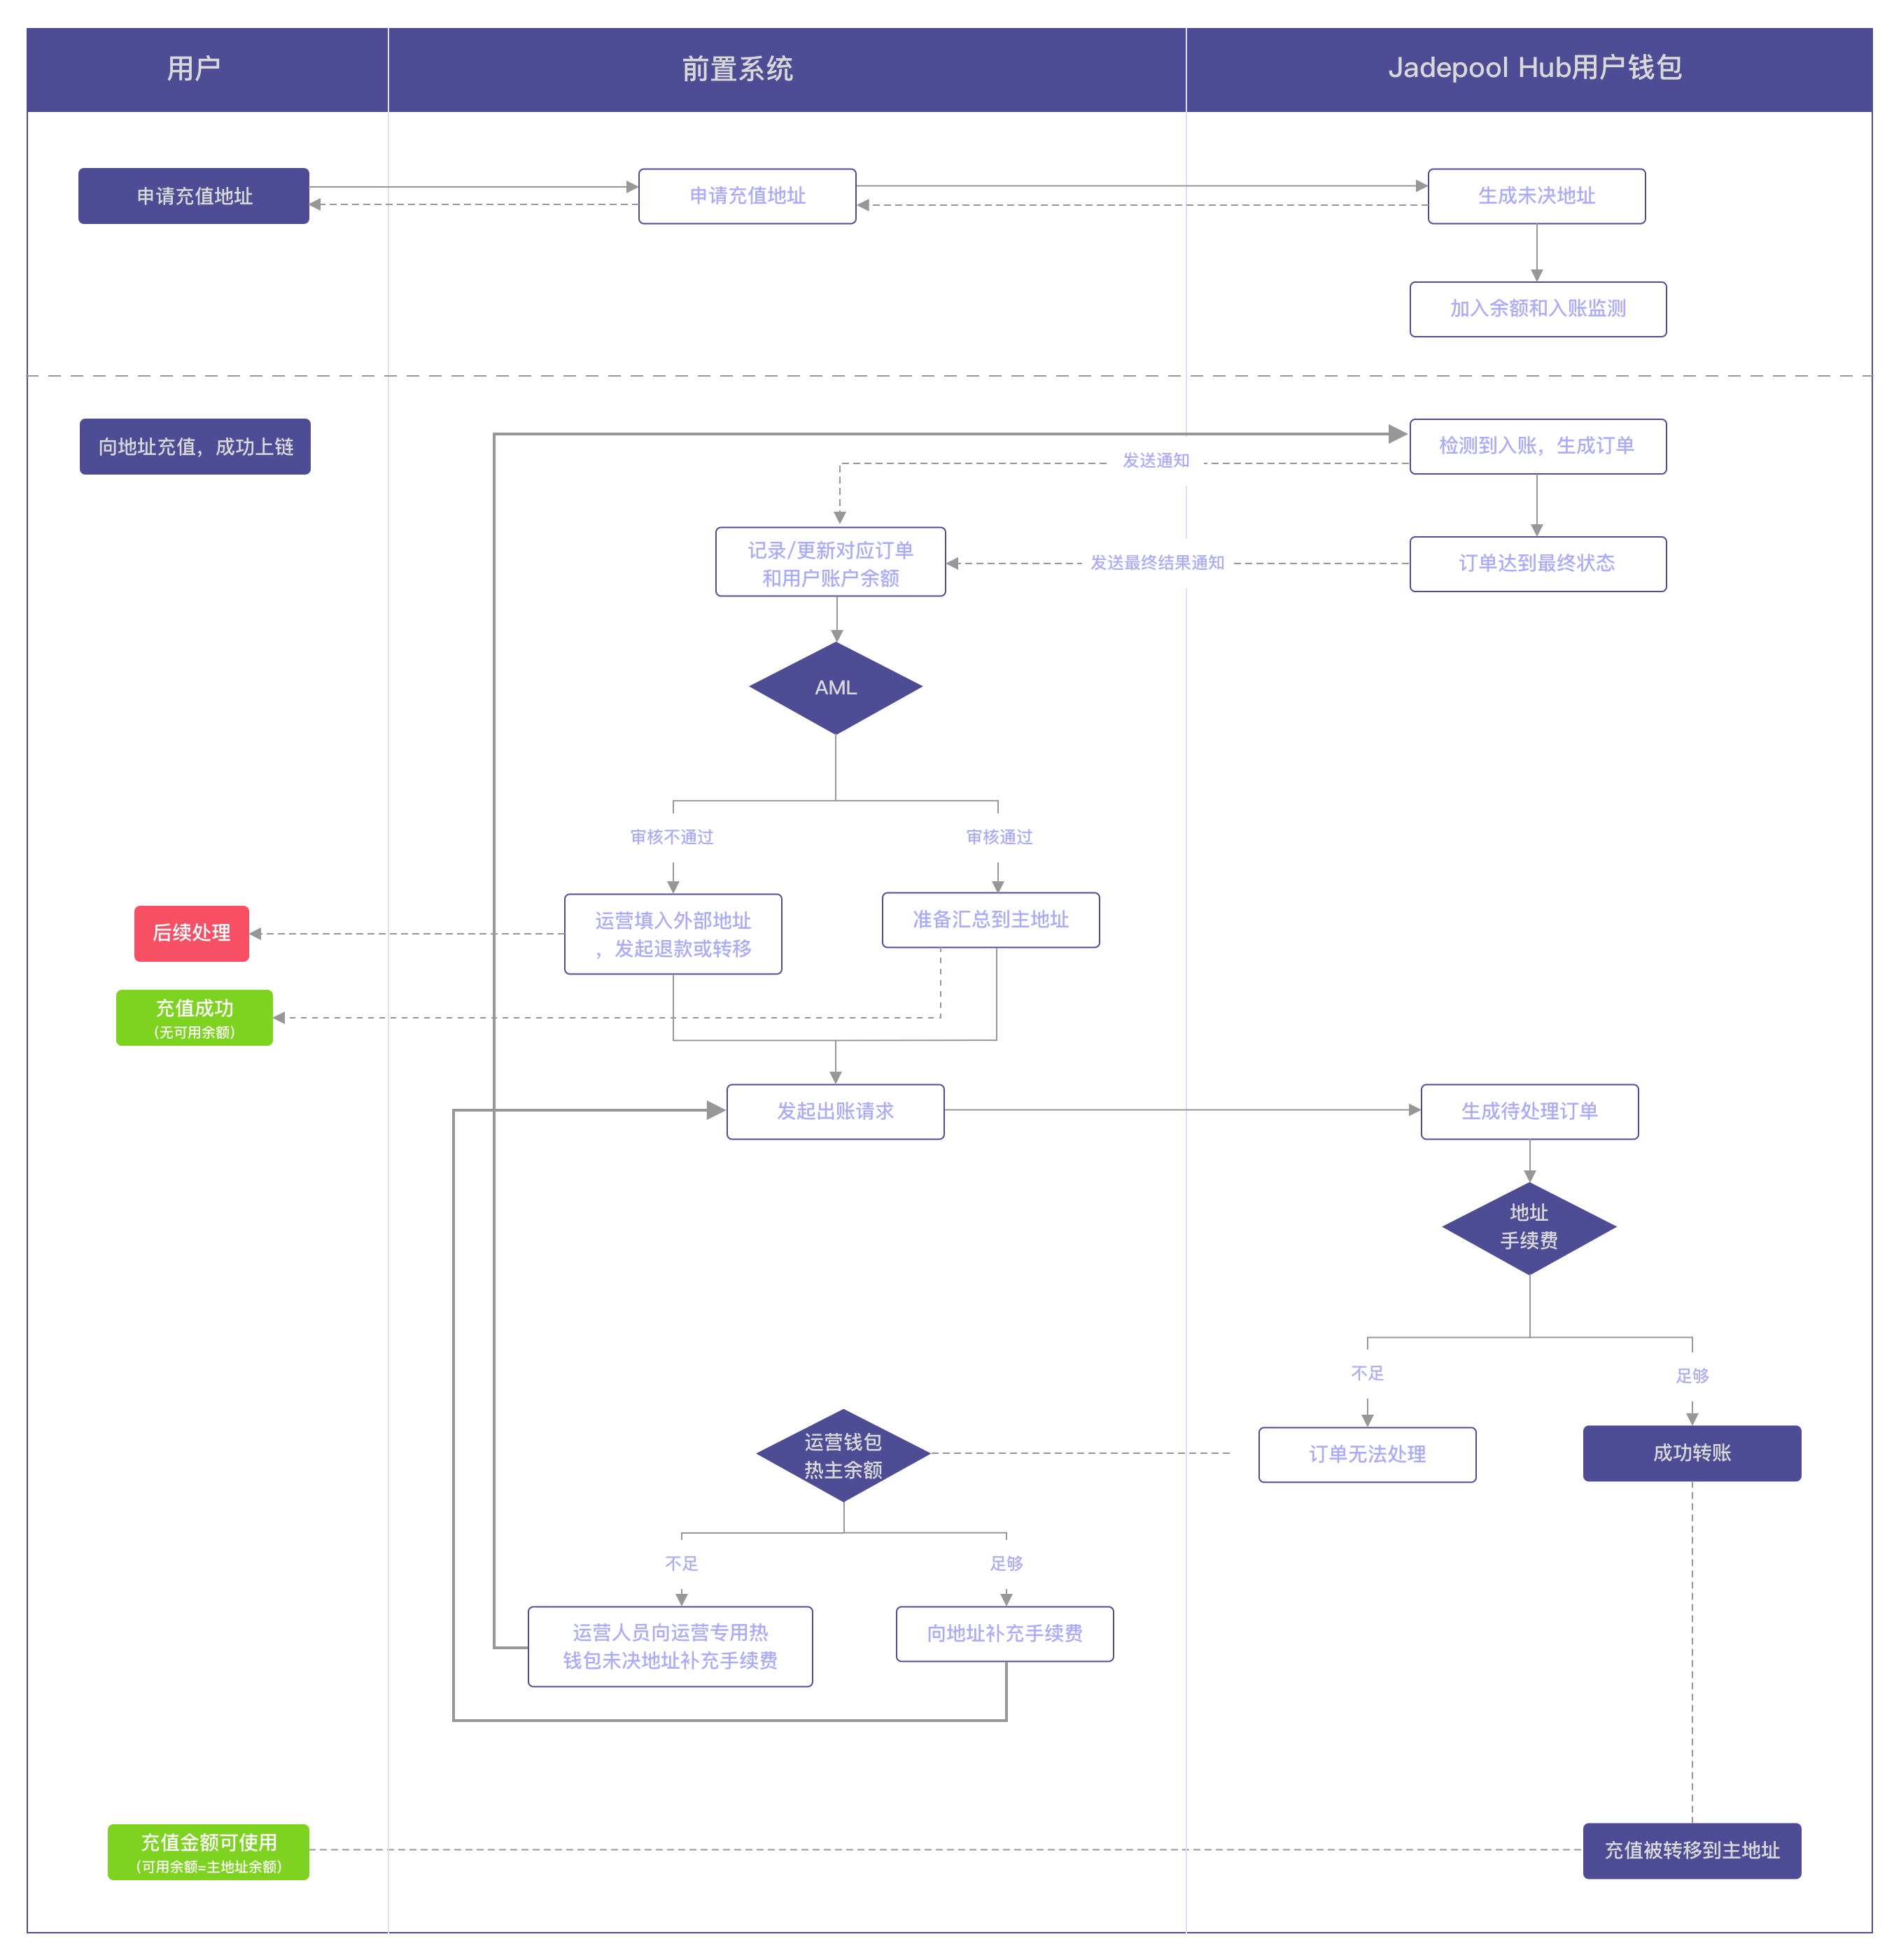 用户
前置系统
Jadepool Hub用户钱包
申请充值地址
申请充值地址
生成未决地址
加入余额和入账监测
向地址充值，成功上链
检测到入账，生成订单
发送通知
记录/更新对应订单
和用户账户余额
发送最终结果通知
订单达到最终状态
AML
审核不通过
审核通过
后续处理
运营填入外部地址
，发起退款或转移
准备汇总到主地址
充值成功
（无可用余额）
发起出账请求
生成待处理订单
地址
手续费
不足
足够
运营钱包
热主余额
订单无法处理
成功转账
不足
足够
运营人员向运营专用热
钱包未决地址补充手续费
向地址补充手续费
充值金额可使用
（可用余额=主地址余额）
充值被转移到主地址